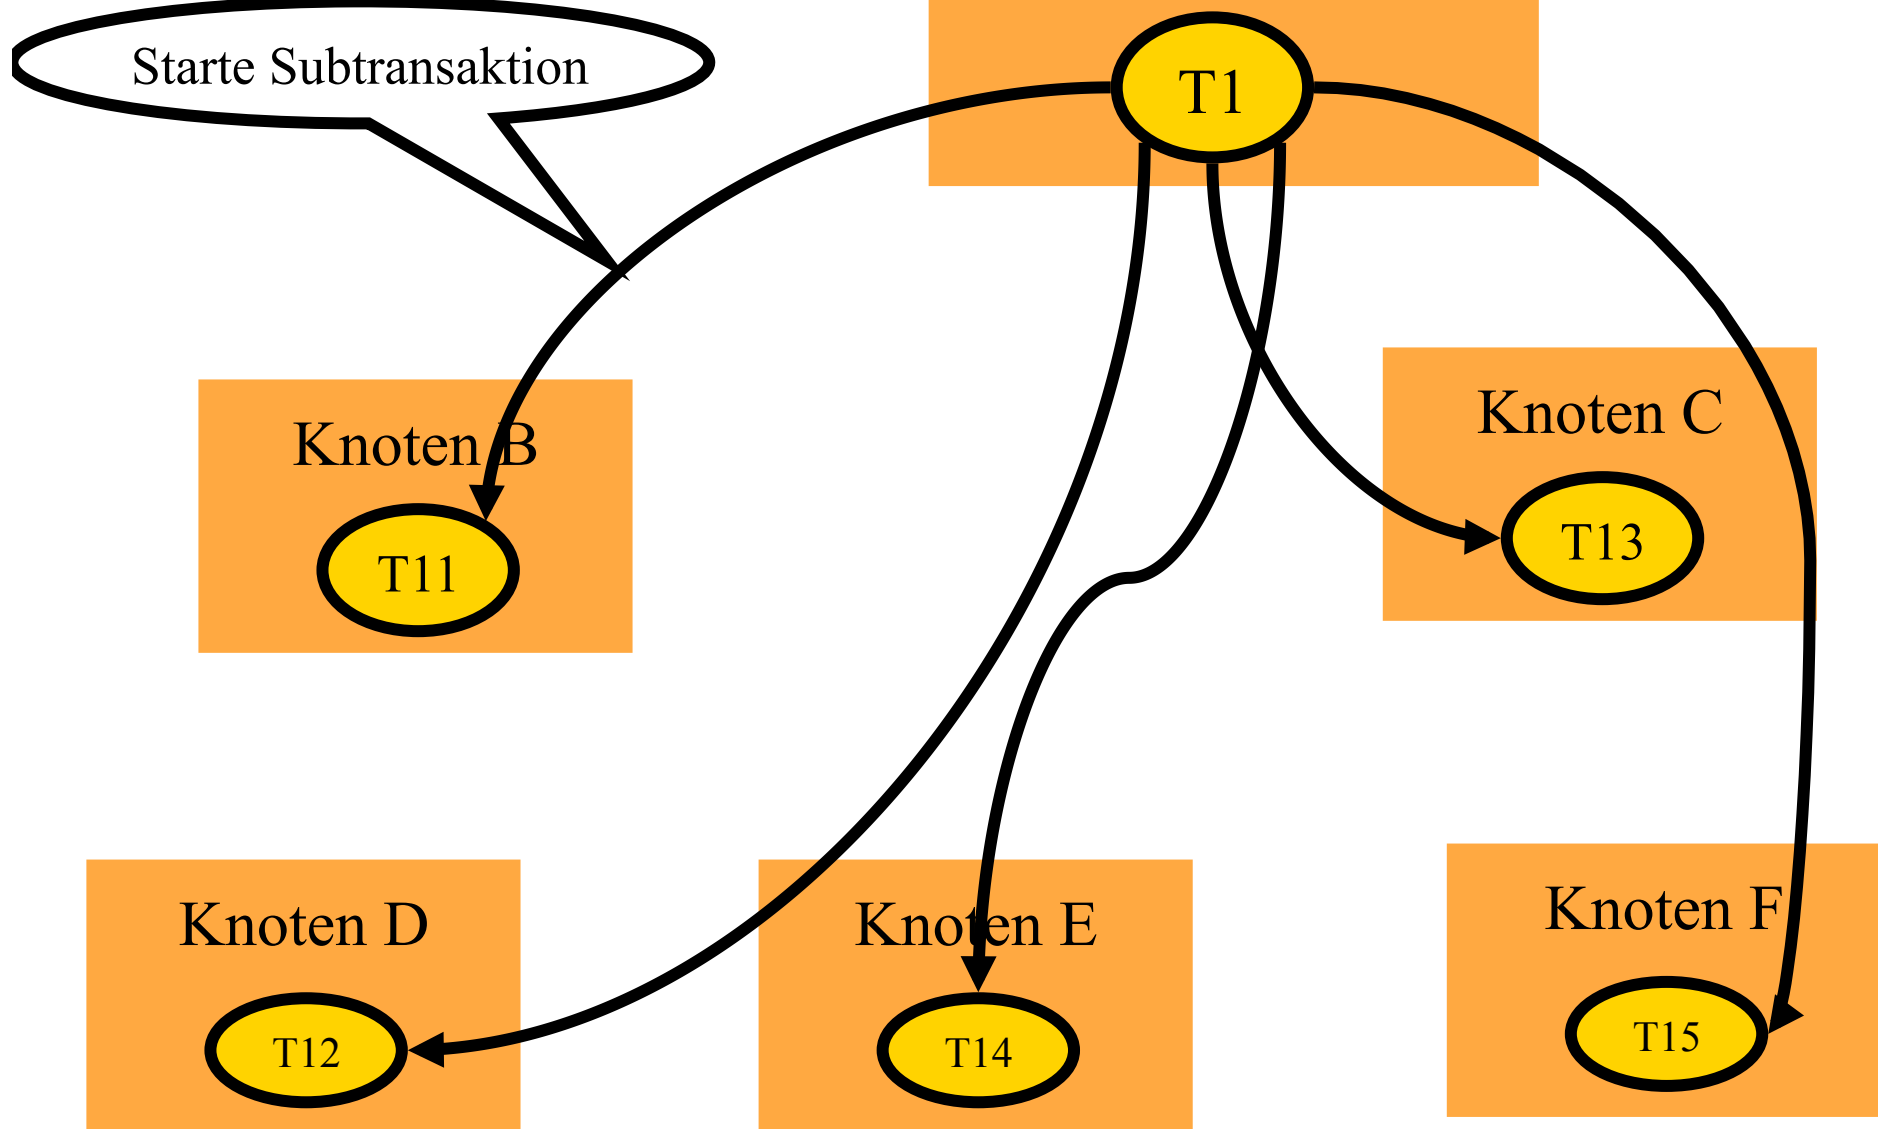 Starte Subtransaktion
T1
Knoten B
T11
Knoten C
T13
Knoten D
T12
Knoten E
T14
Knoten F
T15